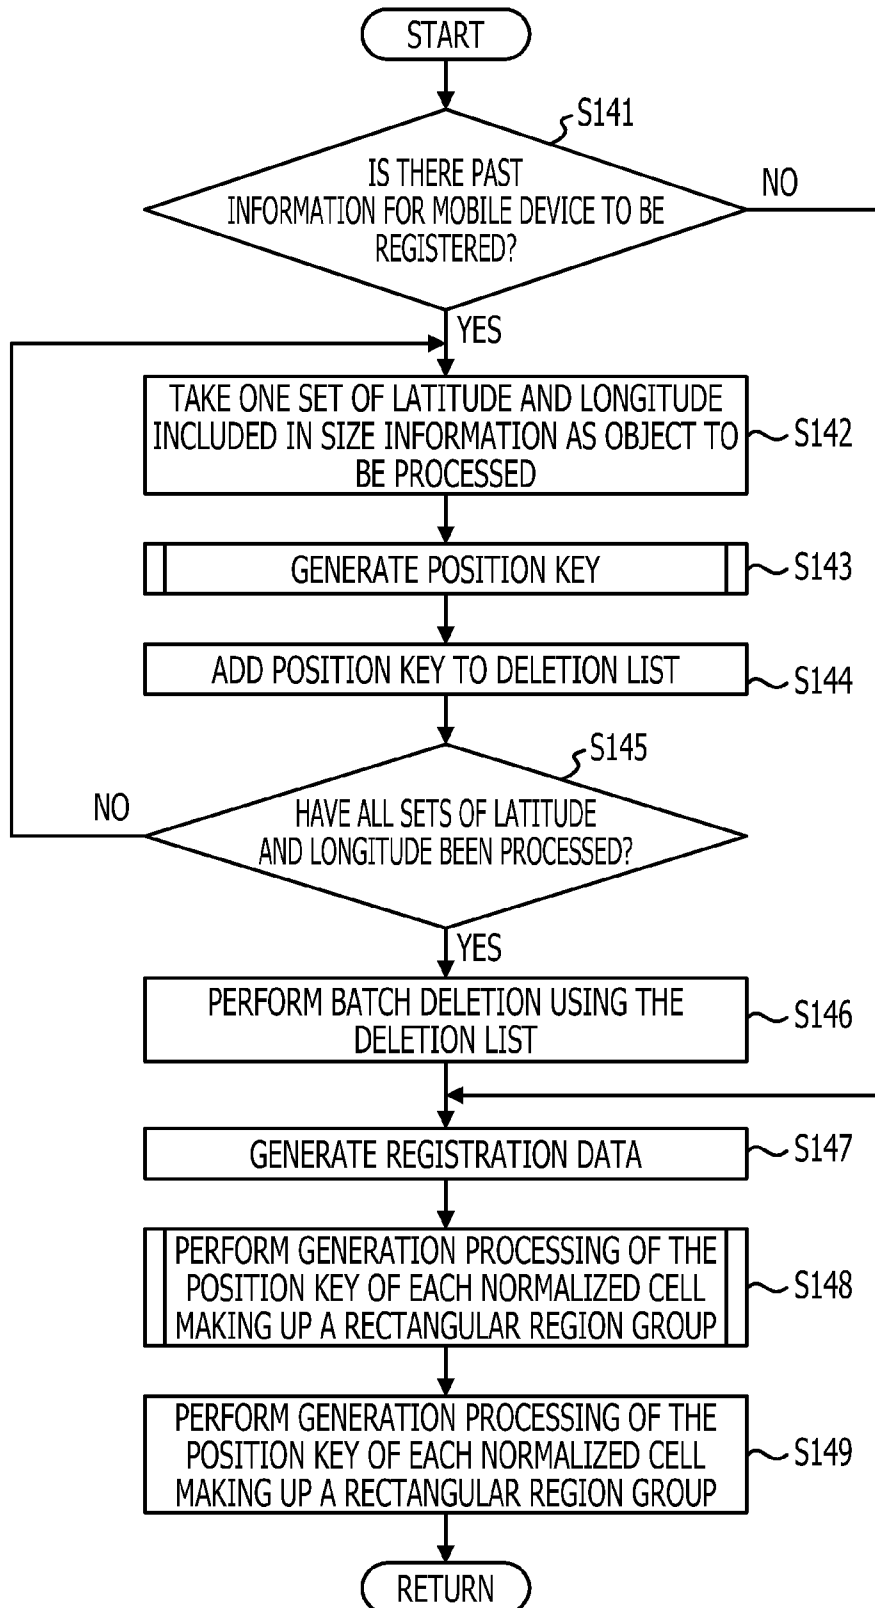 START
S141
IS THERE PAST
INFORMATION FOR MOBILE DEVICE TO BE
REGISTERED?
NO
YES
TAKE ONE SET OF LATITUDE AND LONGITUDE
INCLUDED IN SIZE INFORMATION AS OBJECT TO
BE PROCESSED
S142
GENERATE POSITION KEY
S143
ADD POSITION KEY TO DELETION LIST
S144
S145
HAVE ALL SETS OF LATITUDE
AND LONGITUDE BEEN PROCESSED?
NO
YES
PERFORM BATCH DELETION USING THE
DELETION LIST
S146
GENERATE REGISTRATION DATA
S147
PERFORM GENERATION PROCESSING OF THE
POSITION KEY OF EACH NORMALIZED CELL
MAKING UP A RECTANGULAR REGION GROUP
S148
PERFORM GENERATION PROCESSING OF THE
POSITION KEY OF EACH NORMALIZED CELL
MAKING UP A RECTANGULAR REGION GROUP
S149
RETURN